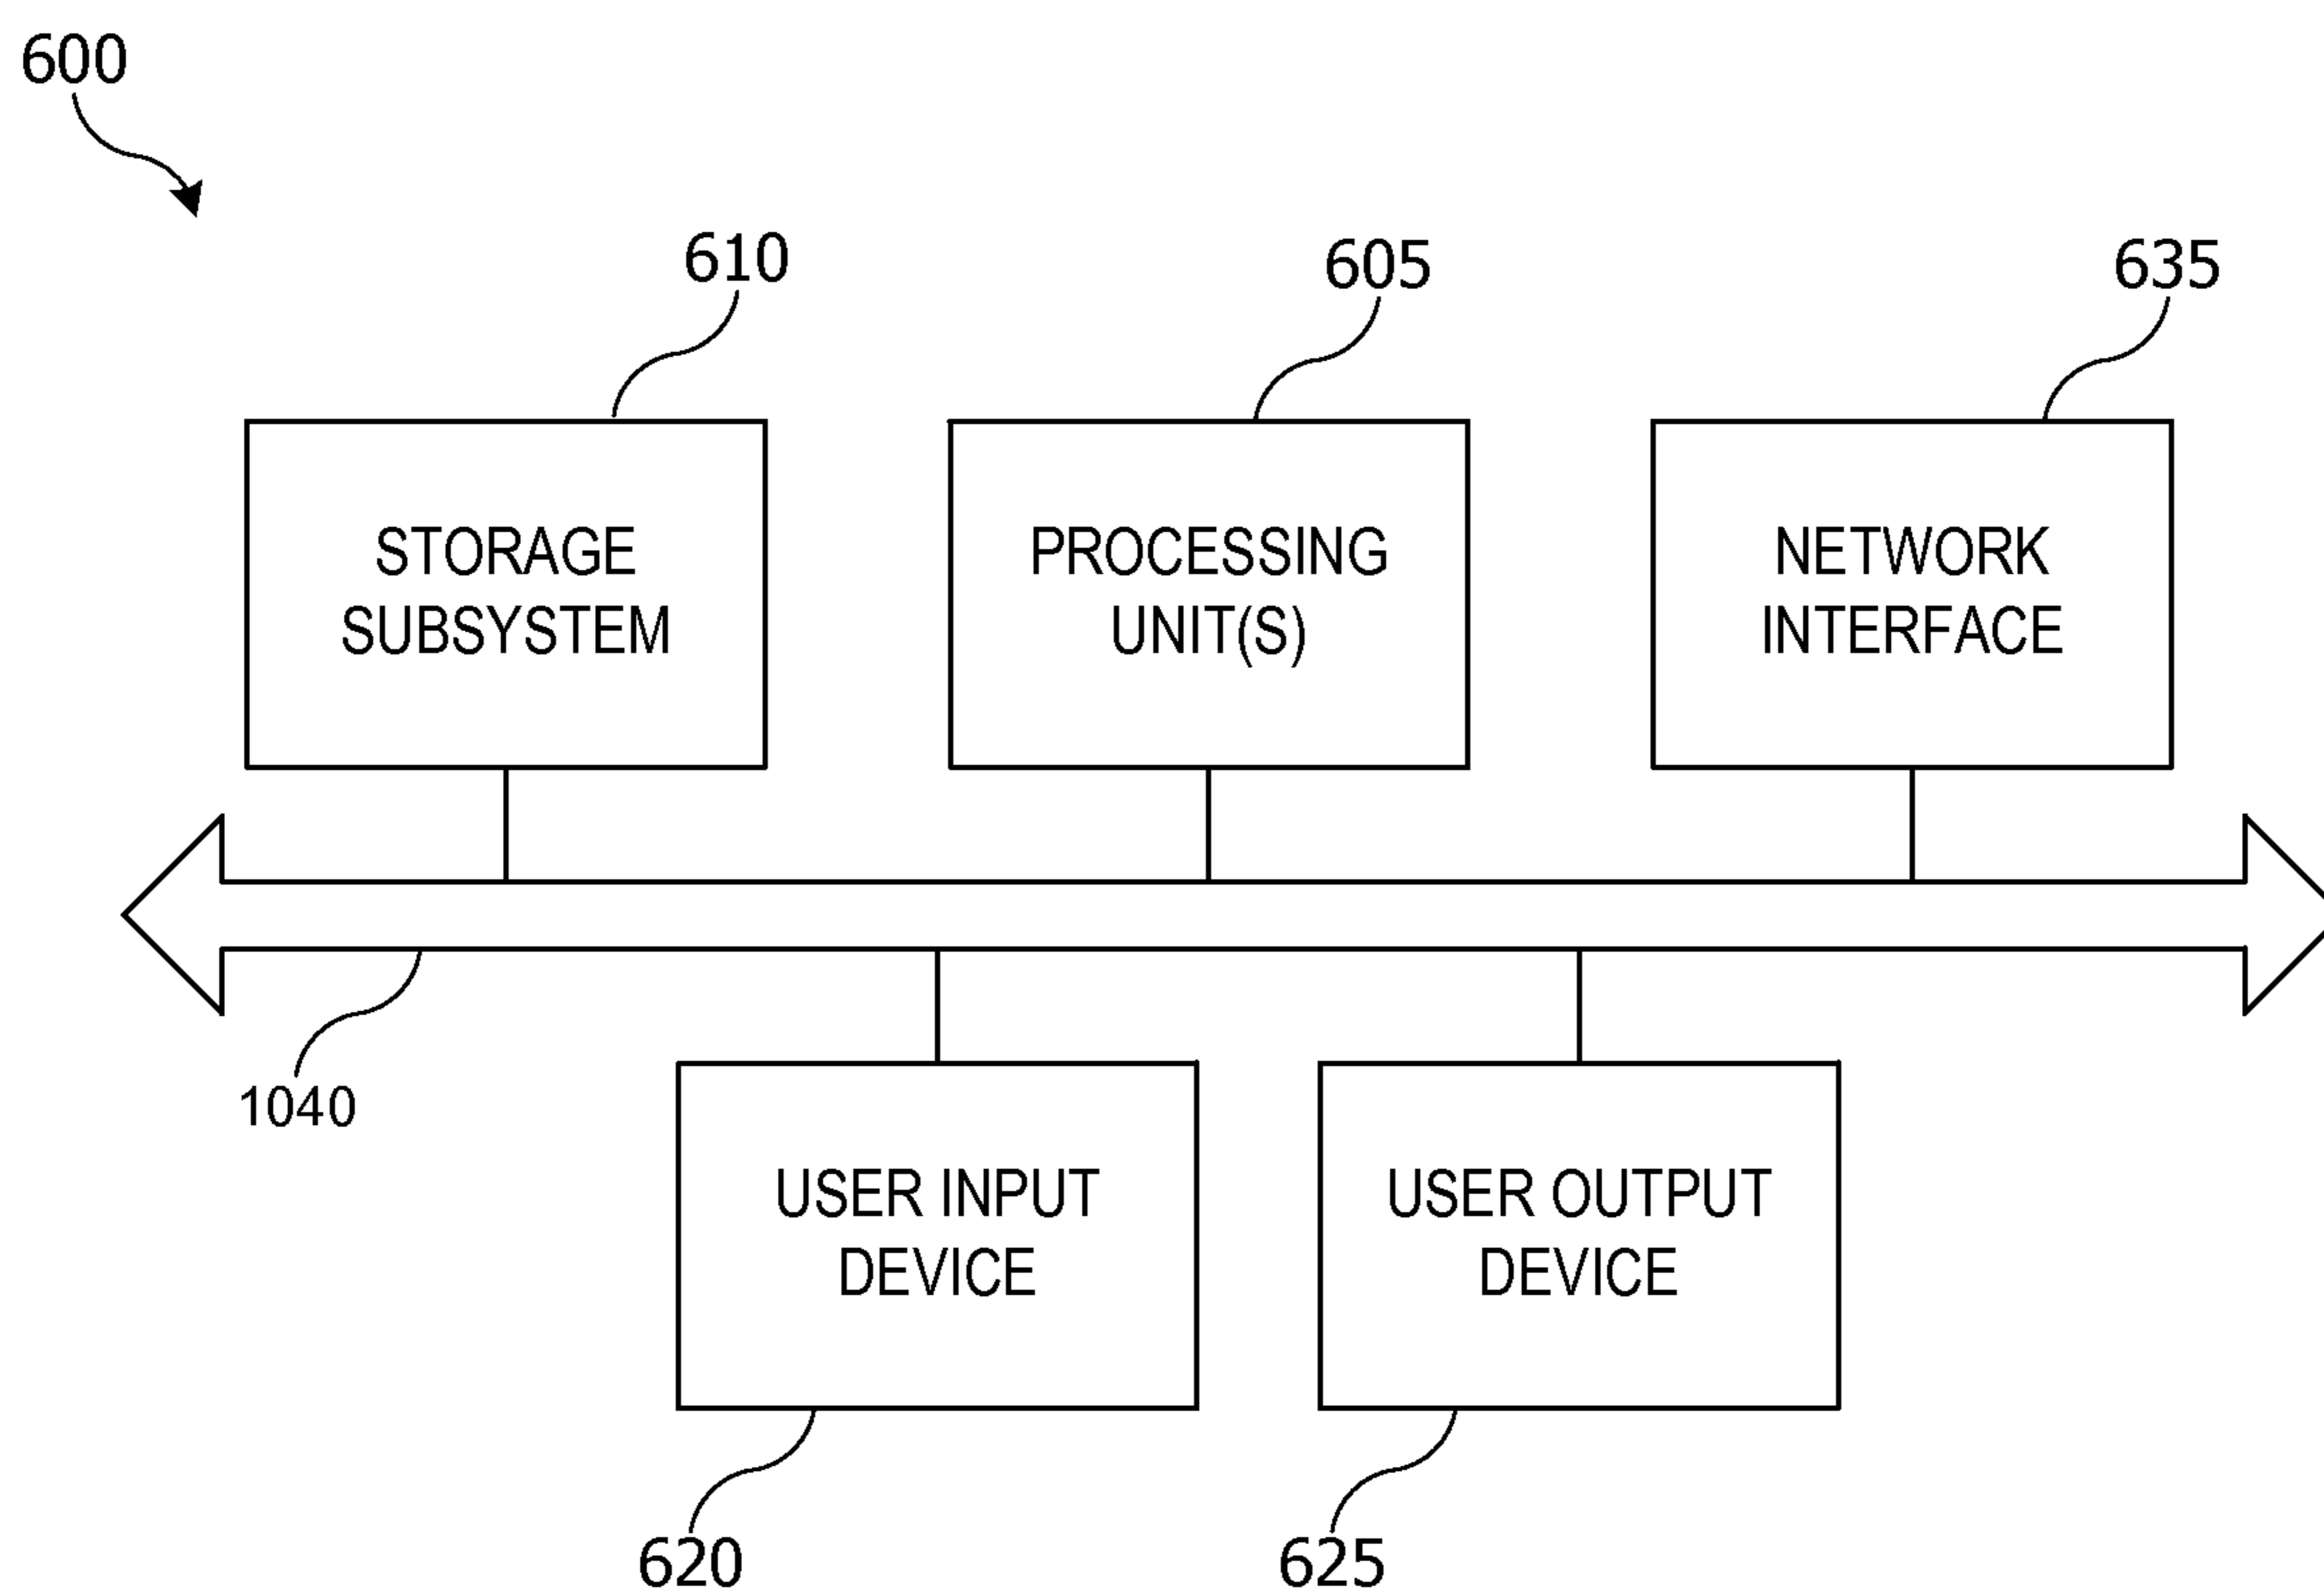 600
610
605
635
STORAGE
SUBSYSTEM
PROCESSING
UNIT(S)
NETWORK
INTERFACE
1040
USER INPUT
DEVICE
USER OUTPUT
DEVICE
620
625